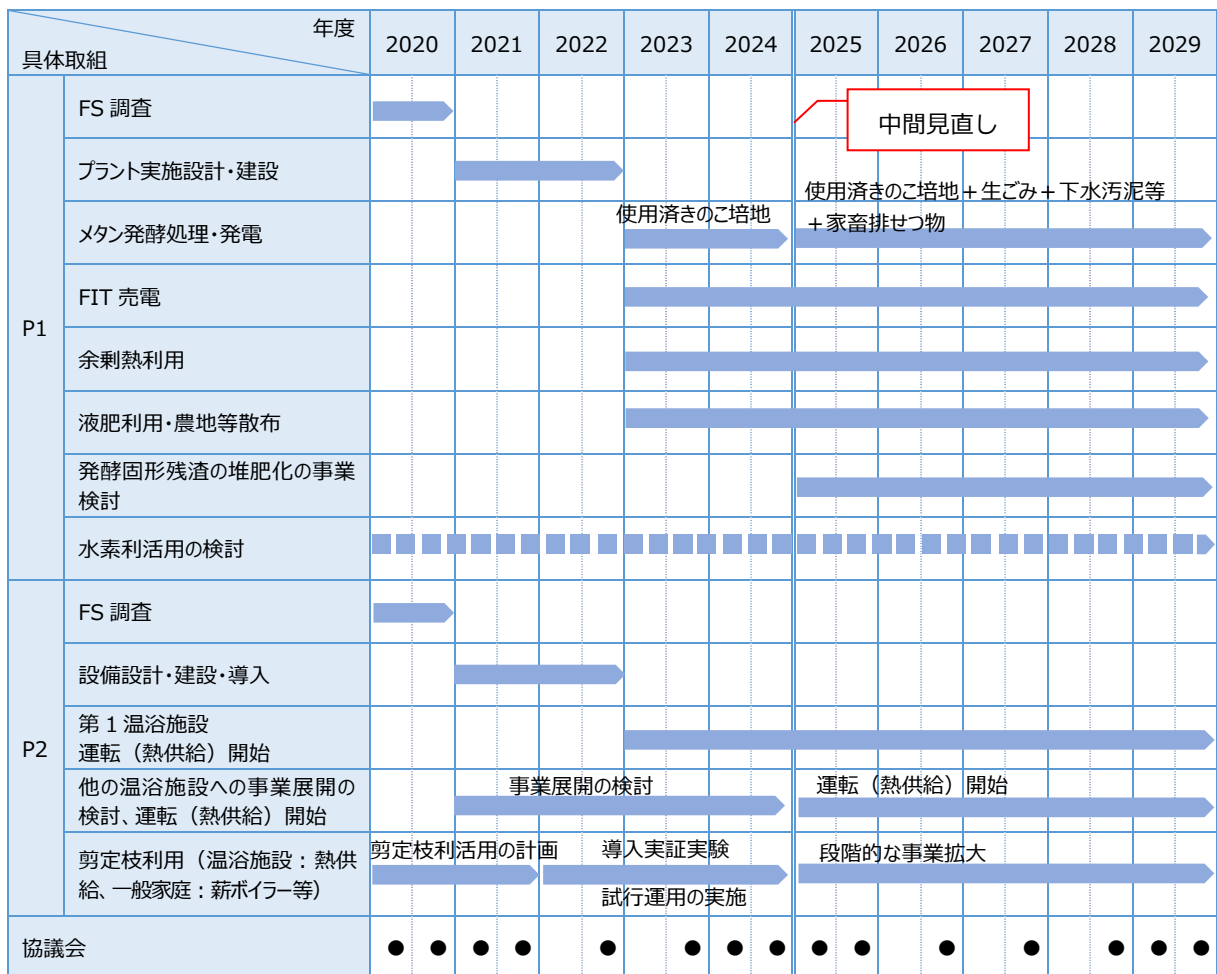 年度
具体取組
2020 2021 2022 2023 2024 2025 2026 2027 2028 2029
P1
FS 調査
中間見直し
プラント実施設計・建設
メタン発酵処理・発電
使用済きのこ培地
使用済きのこ培地＋生ごみ＋下水汚泥等
＋家畜排せつ物
FIT 売電
余剰熱利用
液肥利用・農地等散布
発酵固形残渣の堆肥化の事業
検討
水素利活用の検討
P2
FS 調査
設備設計・建設・導入
第１温浴施設
運転（熱供給）開始
他の温浴施設への事業展開の
検討、運転（熱供給）開始
事業展開の検討
運転（熱供給）開始
剪定枝利用（温浴施設：熱供
給、一般家庭：薪ボイラー等）
剪定枝利活用の計画
導入実証実験
試行運用の実施
段階的な事業拡大
協議会